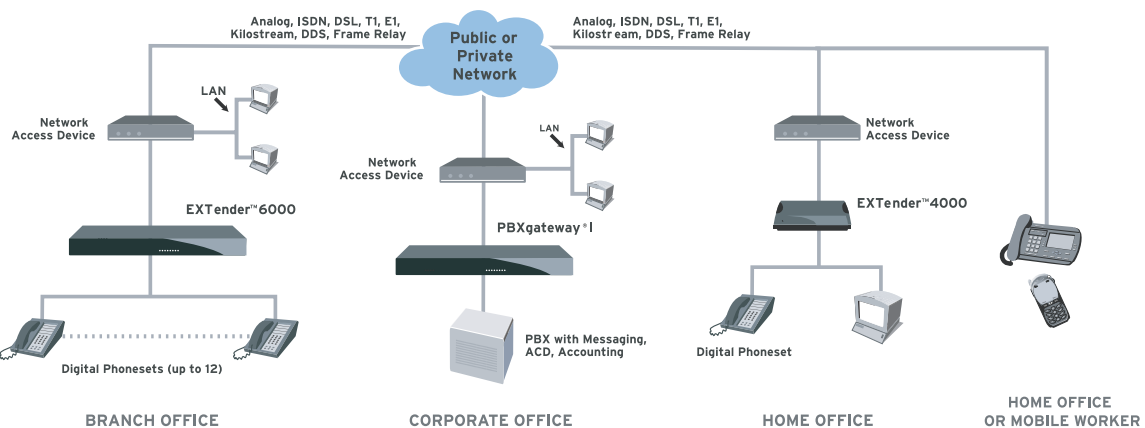 Analog, ISDN, DSL, T1, E1,
Kilostream, DDS, Frame Relay
Public or
Private
Network
Analog, ISDN, DSL, T1, E1,
Kilostream, DDS, Frame Relay
LAN
Network
Access Device
LAN
Network
Access Device
Network
Access Device
EXTender™6000
PBXgateway®I
EXTender™4000
PBX with Messaging,
ACD, Accounting
Digital Phoneset
Digital Phonesets (up to 12)
BRANCH OFFICE
CORPORATE OFFICE
HOME OFFICE
HOME OFFICE
OR MOBILE WORKER